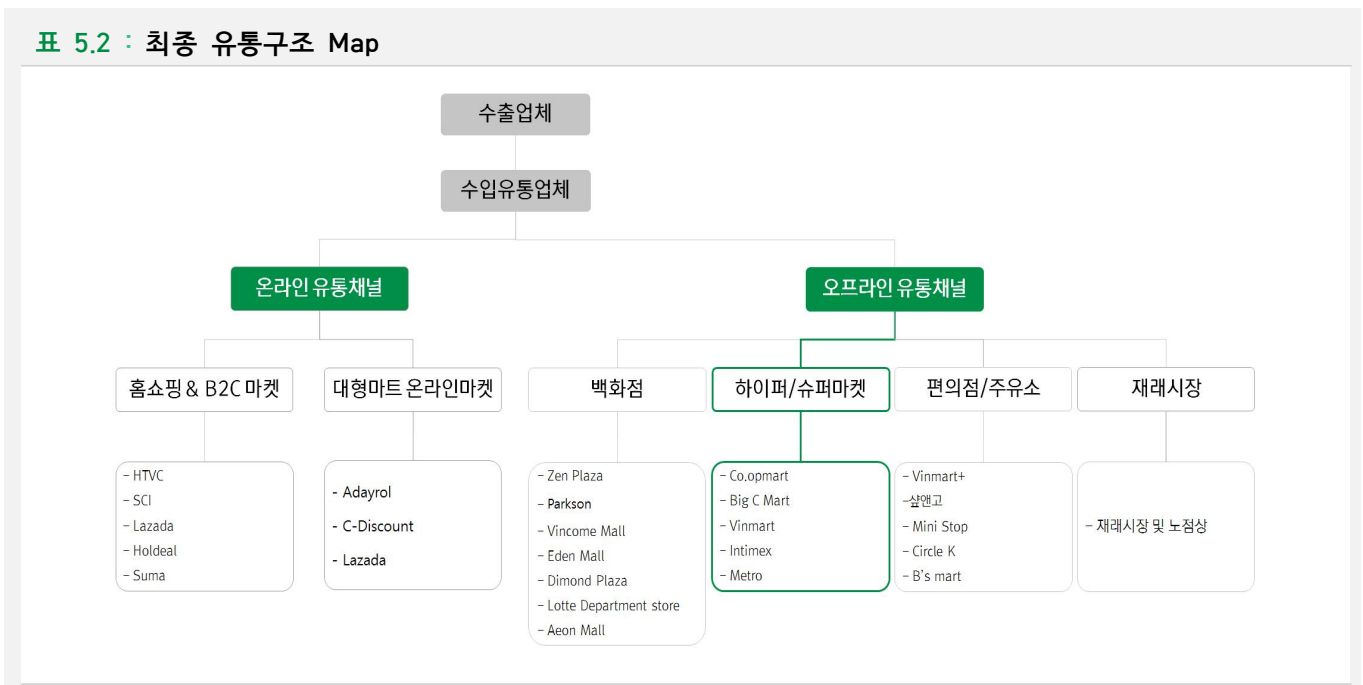 표 5.2 : 최종 유통구조 Map
수출업체
수입유통업체
온라인 유통채널
오프라인 유통채널
홈쇼핑 & B2C 마켓
대형마트 온라인마켓
백화점
하이퍼/슈퍼마켓
편의점/주유소
재래시장
– HTVC
– SCI
– Lazada
– Holdeal
– Suma
- Adayrol
- C-Discount
- Lazada
– Zen Plaza
– Parkson
– Vincome Mall
– Eden Mall
– Dimond Plaza
– Lotte Department store
– Aeon Mall
– Co.opmart
– Big C Mart
– Vinmart
– Intimex
– Metro
– Vinmart+
–샾앤고
– Mini Stop
– Circle K
– B's mart
– 재래시장 및 노점상